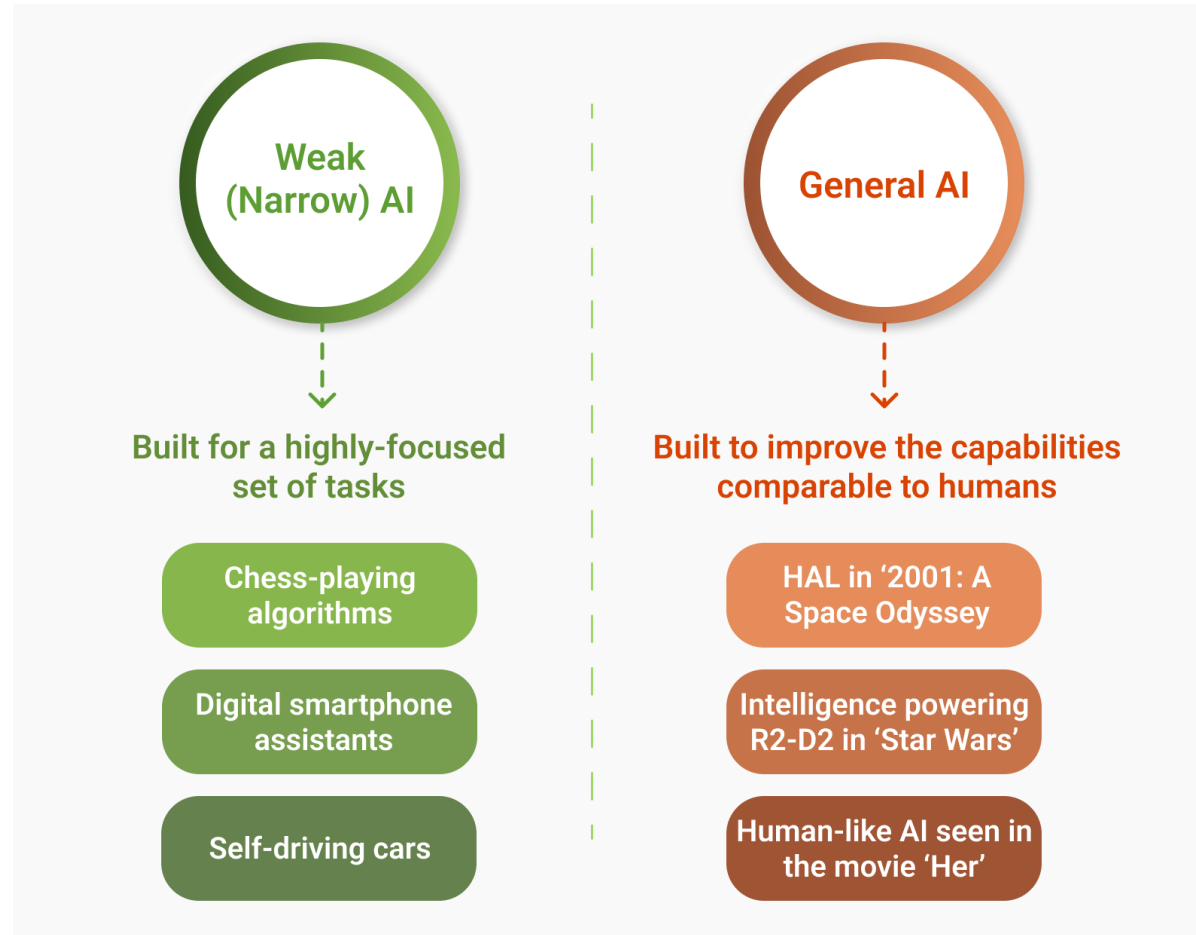 Weak
(Narrow) AI
Built for a highly-focused
set of tasks
Chess-playing
algorithms
Digital smartphone
assistants
Self-driving cars
General AI
Built to improve the capabilities
comparable to humans
HAL in ‘2001: A
Space Odyssey
Intelligence powering
R2-D2 in ‘Star Wars’
Human-like AI seen in
the movie ‘Her’